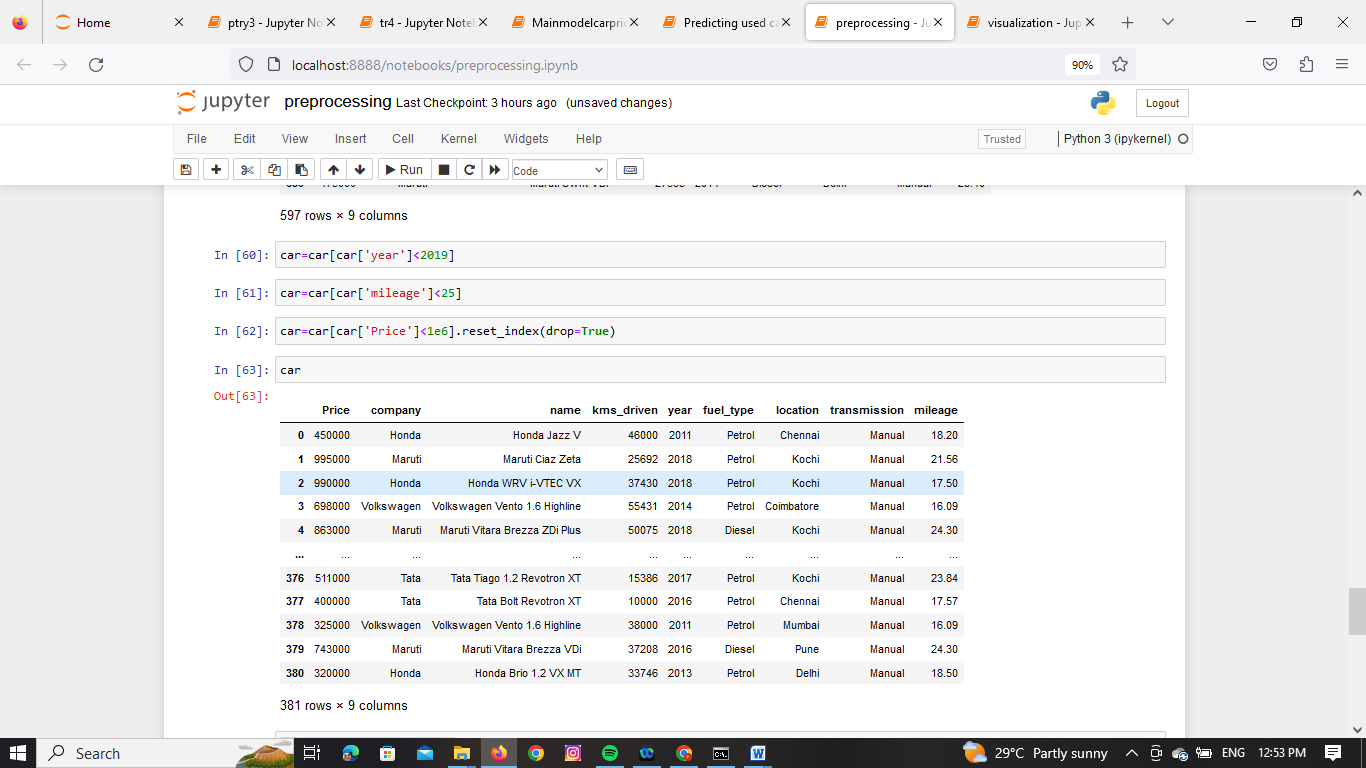 Home
ptry3 - Jupyter No
tr4 - Jupyter Note
Mainmodelcarpric
Predicting used ca
preprocessing - Ju
visualization - Jup
localhost:8888/notebooks/preprocessing.ipynb
90%
jupyter preprocessing Last Checkpoint: 3 hours ago (unsaved changes)
Logout
File Edit View Insert Cell Kernel Widgets Help
Trusted
Python 3 (ipykernel)
Run
Code
597 rows × 9 columns
In [60]: car=car[car['year']<2019]
In [61]: car=car[car['mileage']<25]
In [62]: car=car[car['Price']<1e6].reset_index(drop=True)
In [63]: car
Out[63]:
Price company name kms_driven year fuel_type location transmission mileage
0 450000 Honda Honda Jazz V 46000 2011 Petrol Chennai Manual 18.20
1 995000 Maruti Maruti Ciaz Zeta 25692 2018 Petrol Kochi Manual 21.56
2 990000 Honda Honda WRV i-VTEC VX 37430 2018 Petrol Kochi Manual 17.50
3 698000 Volkswagen Volkswagen Vento 1.6 Highline 55431 2014 Petrol Coimbatore Manual 16.09
4 863000 Maruti Maruti Vitara Brezza ZDi Plus 50075 2018 Diesel Kochi Manual 24.30
... ... ... ... ... ... ... ... ... ...
376 511000 Tata Tata Tiago 1.2 Revotron XT 15386 2017 Petrol Kochi Manual 23.84
377 400000 Tata Tata Bolt Revotron XT 10000 2016 Petrol Chennai Manual 17.57
378 325000 Volkswagen Volkswagen Vento 1.6 Highline 38000 2011 Petrol Mumbai Manual 16.09
379 743000 Maruti Maruti Vitara Brezza VDi 37208 2016 Diesel Pune Manual 24.30
380 320000 Honda Honda Brio 1.2 VX MT 33746 2013 Petrol Delhi Manual 18.50
381 rows × 9 columns
Search
29°C Partly sunny
ENG
12:53 PM